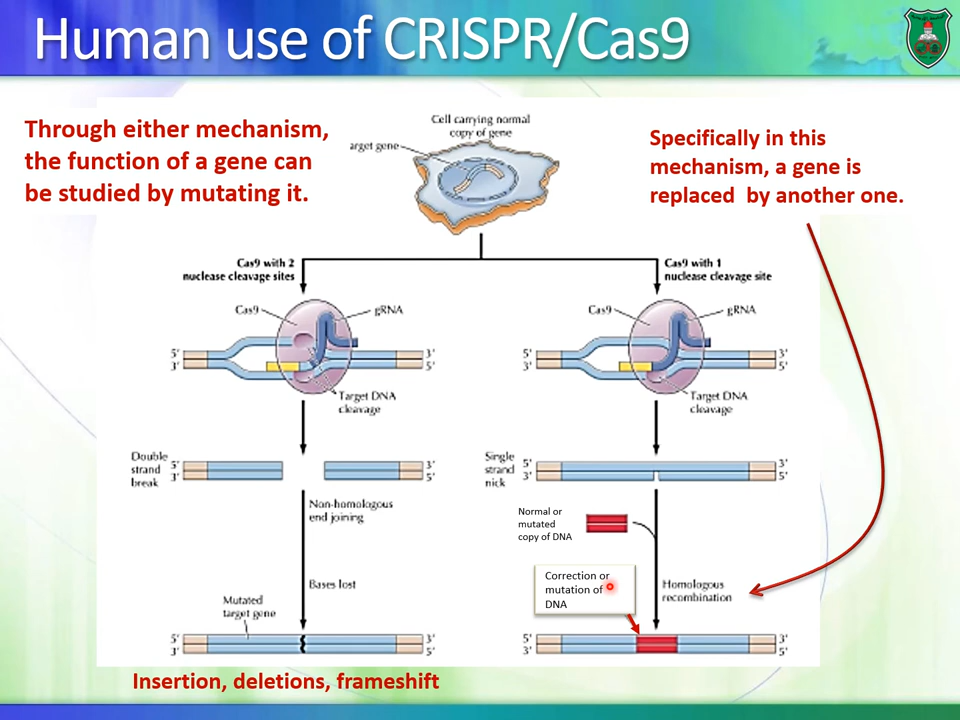 Human use of CRISPR/Cas9
Through either mechanism,
the function of a gene can
be studied by mutating it.
Specifically in this
mechanism, a gene is
replaced by another one.
Cell carrying normal
copy of gene
arget gene
Cas9 with 2
nuclease cleavage sites
Cas9 with 1
nuclease cleavage site
Cas9
gRNA
5' 3'
3' 5'
Target DNA
cleavage
Cas9
gRNA
5' 3'
3' 5'
Target DNA
cleavage
Double
strand
break
5' 3'
3' 5'
Single
strand
nick
5' 3'
3' 5'
Non-homologous
end joining
Normal or
mutated
copy of DNA
Bases lost
Correction or
mutation of
DNA
Homologous
recombination
Mutated
target gene
5' 3'
3' 5'
5' 3'
3' 5'
Insertion, deletions, frameshift